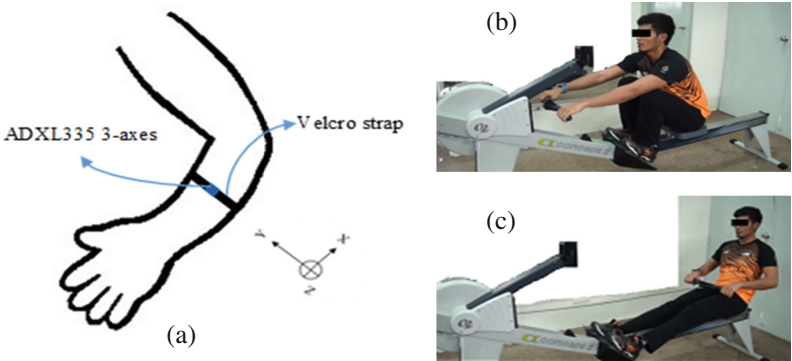 ADXL335 3-axes
Velcro strap
Y
X
Z
(a)
(b)
(c)